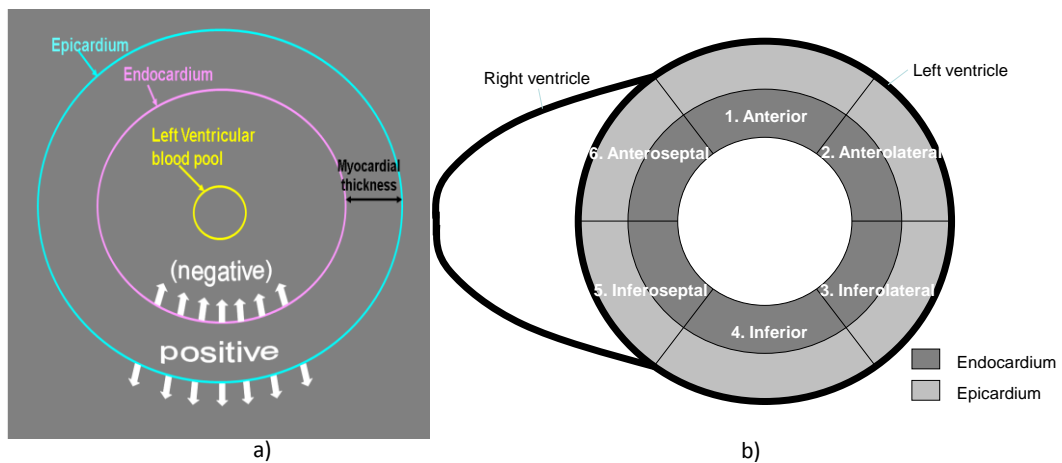 Epicardium
Endocardium
Left Ventricular
blood pool
Myocardial
thickness
(negative)
positive
a)
Right ventricle
Left ventricle
1. Anterior
6. Anteroseptal
2. Anterolateral
5. Inferoseptal
3. Inferolateral
4. Inferior
Endocardium
Epicardium
b)